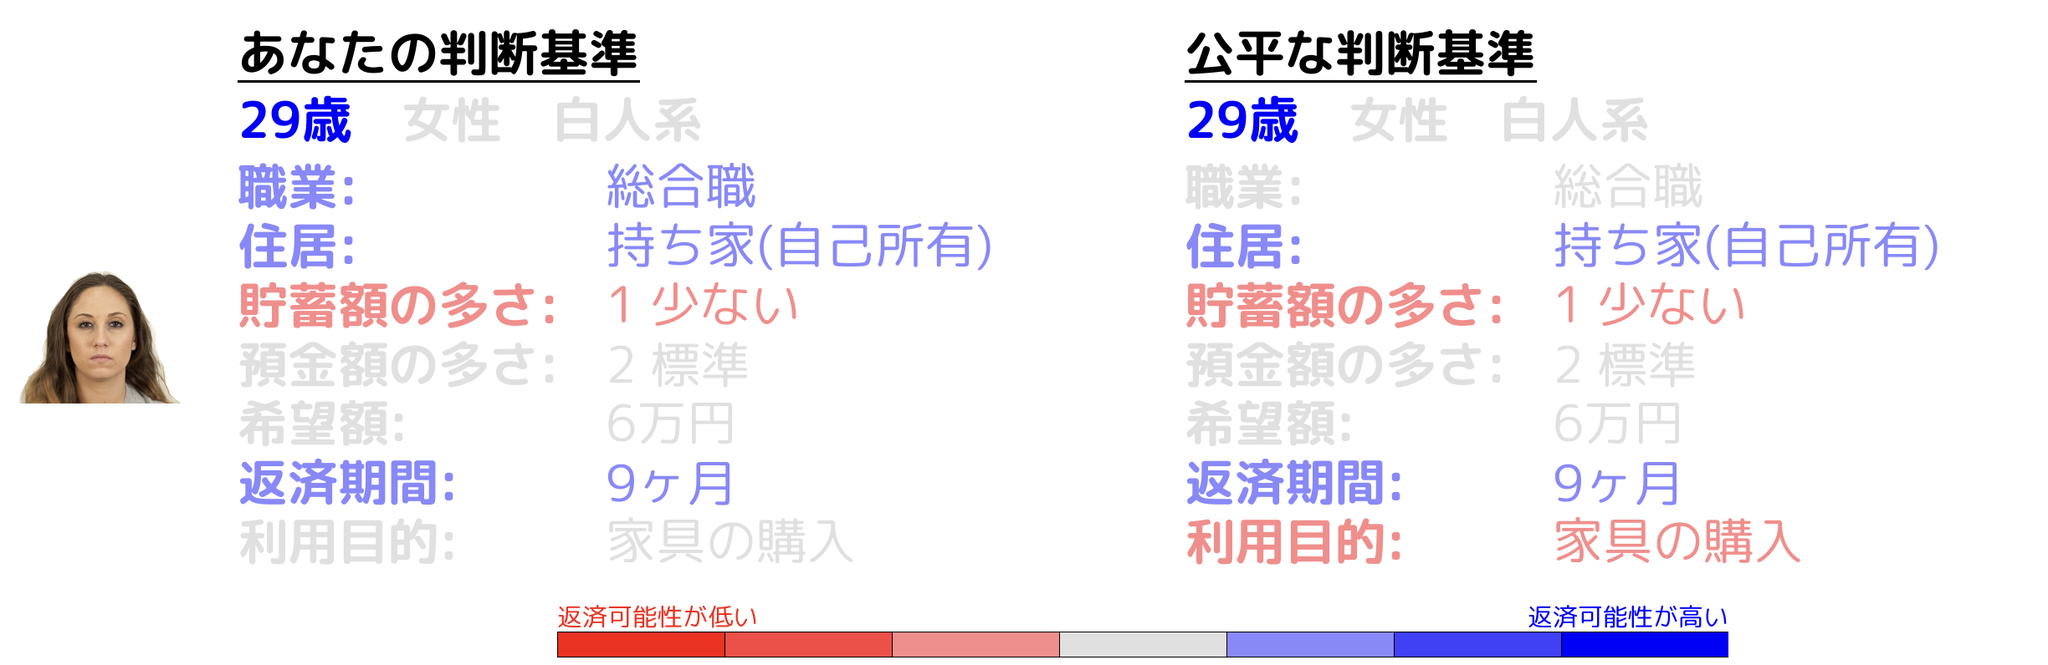 あなたの判断基準
29歳 女性 白人系
職業: 総合職
住居: 持ち家(自己所有)
貯蓄額の多さ: 1 少ない
預金額の多さ: 2 標準
希望額: 6万円
返済期間: 9ヶ月
利用目的: 家具の購入
公平な判断基準
29歳 女性 白人系
職業: 総合職
住居: 持ち家(自己所有)
貯蓄額の多さ: 1 少ない
預金額の多さ: 2 標準
希望額: 6万円
返済期間: 9ヶ月
利用目的: 家具の購入
返済可能性が低い
返済可能性が高い